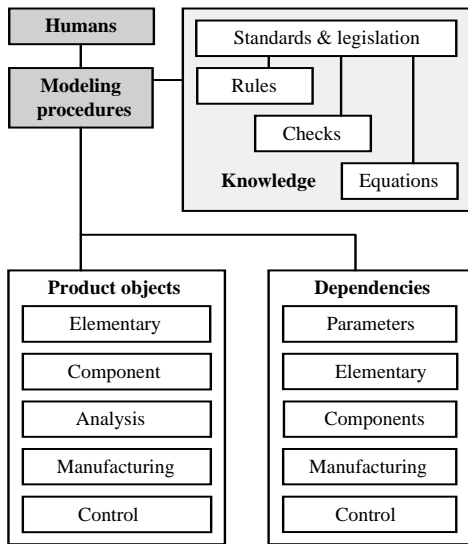 Humans
Modeling
procedures
Standards & legislation
Rules
Checks
Knowledge
Equations
Product objects
Elementary
Component
Analysis
Manufacturing
Control
Dependencies
Parameters
Elementary
Components
Manufacturing
Control